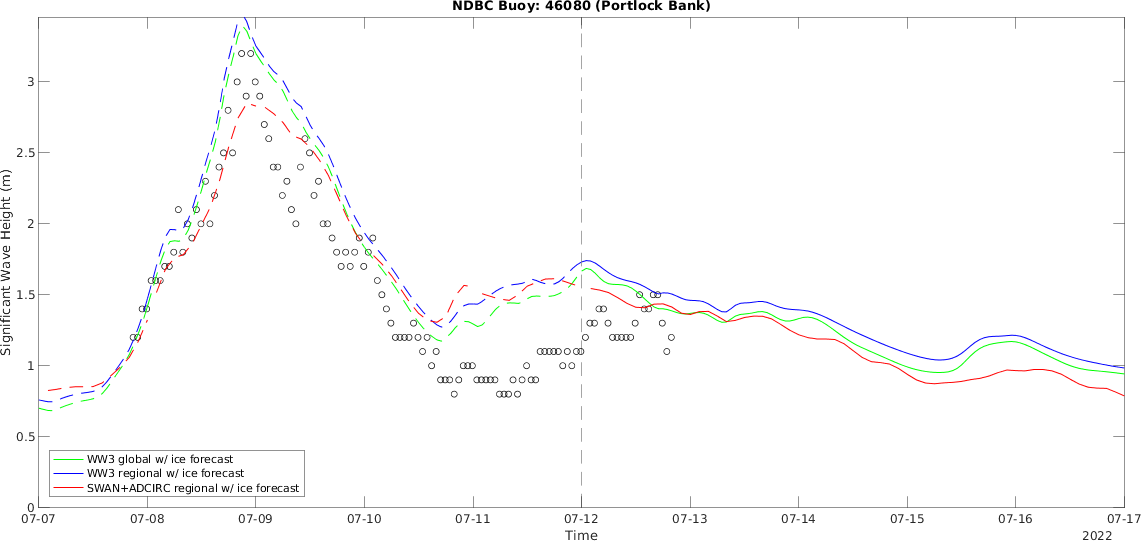 NDBC Buoy: 46080 (Portlock Bank)
Significant Wave Height (m)
3
2.5
2
1.5
1
0.5
0
WW3 global w/ ice forecast
WW3 regional w/ ice forecast
SWAN+ADCIRC regional w/ ice forecast
07-07 07-08 07-09 07-10 07-11 07-12 07-13 07-14 07-15 07-16 07-17
Time
2022